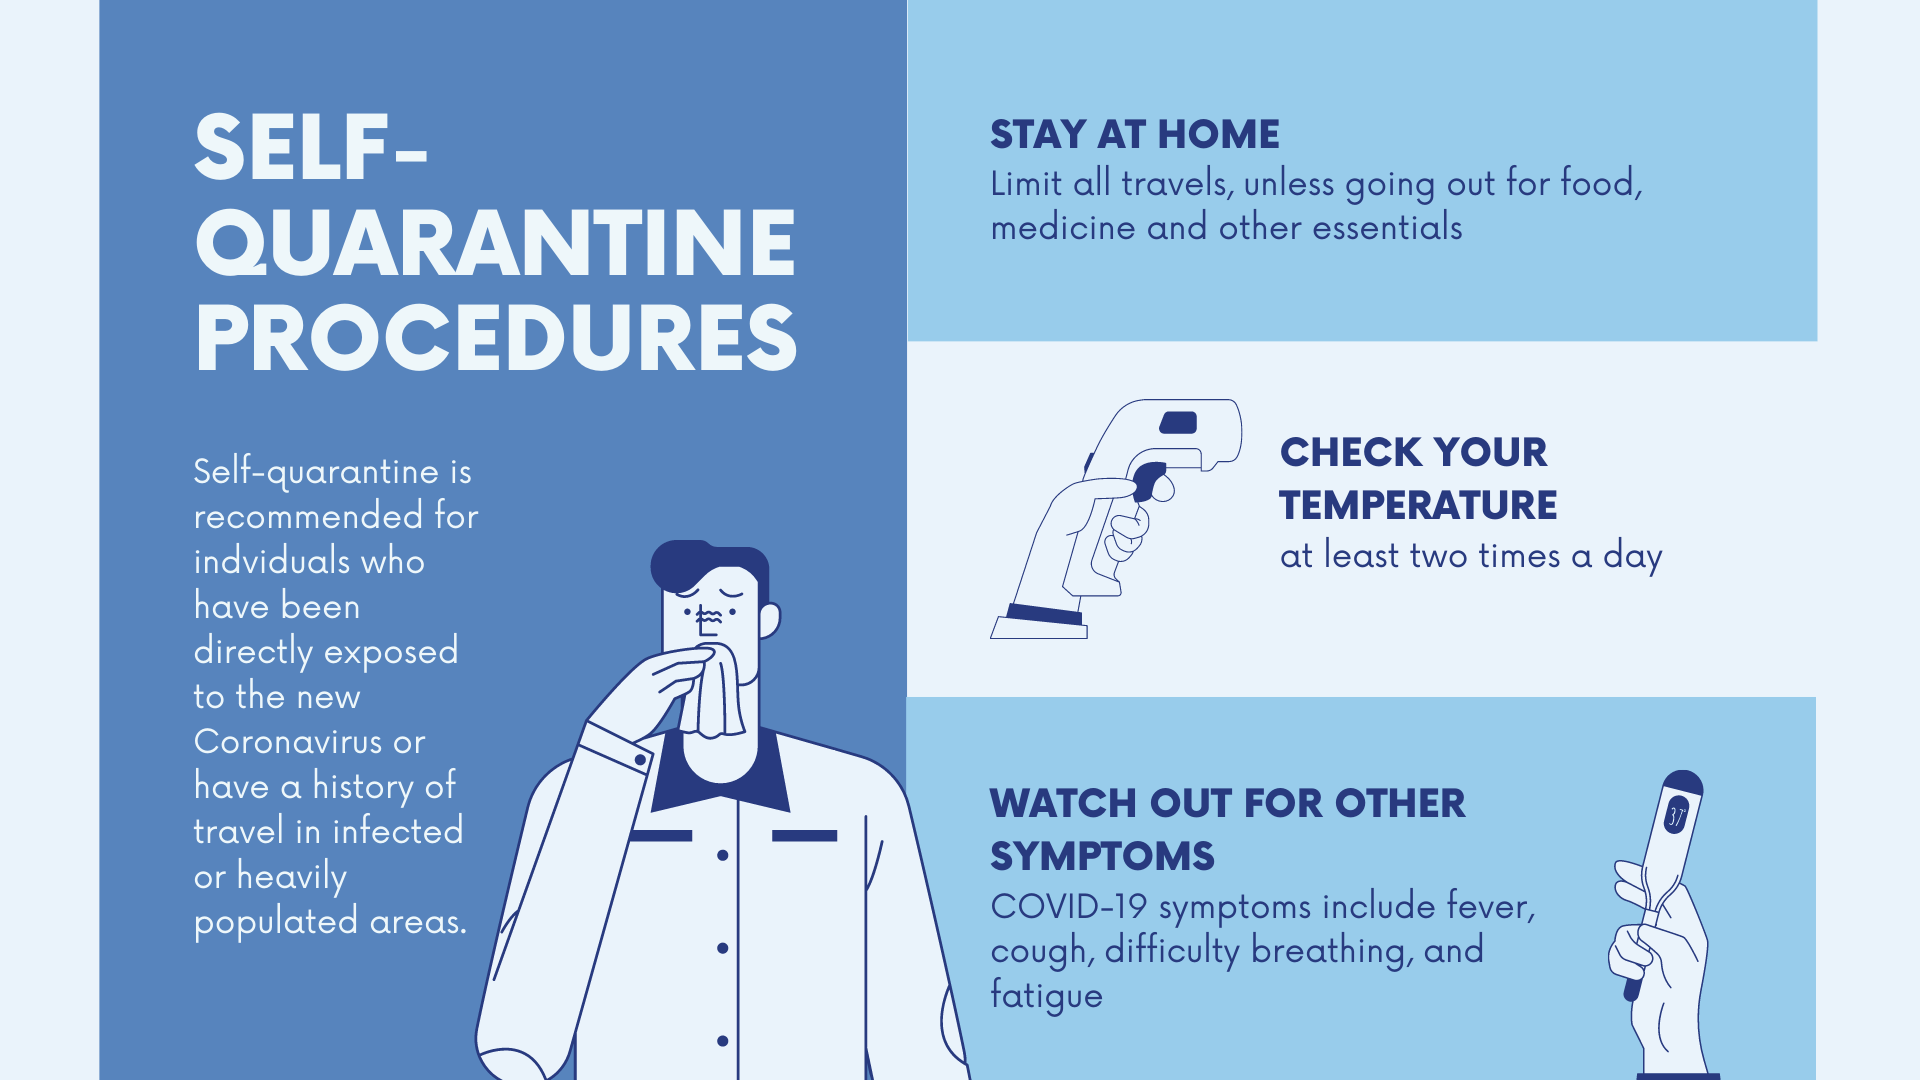 SELF-
QUARANTINE
PROCEDURES
Self-quarantine is
recommended for
indviduals who
have been
directly exposed
to the new
Coronavirus or
have a history of
travel in infected
or heavily
populated areas.
STAY AT HOME
Limit all travels, unless going out for food,
medicine and other essentials
CHECK YOUR
TEMPERATURE
at least two times a day
WATCH OUT FOR OTHER
SYMPTOMS
COVID-19 symptoms include fever,
cough, difficulty breathing, and
fatigue
37°